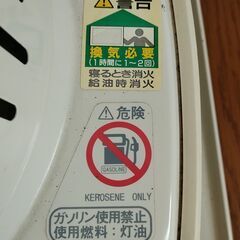 警告
換気必要
(1時間に1~2回)
寝るとき消火
給油時消火
危険
GASOLINE
KEROSENE ONLY
ガソリン使用禁止
使用燃料:灯油